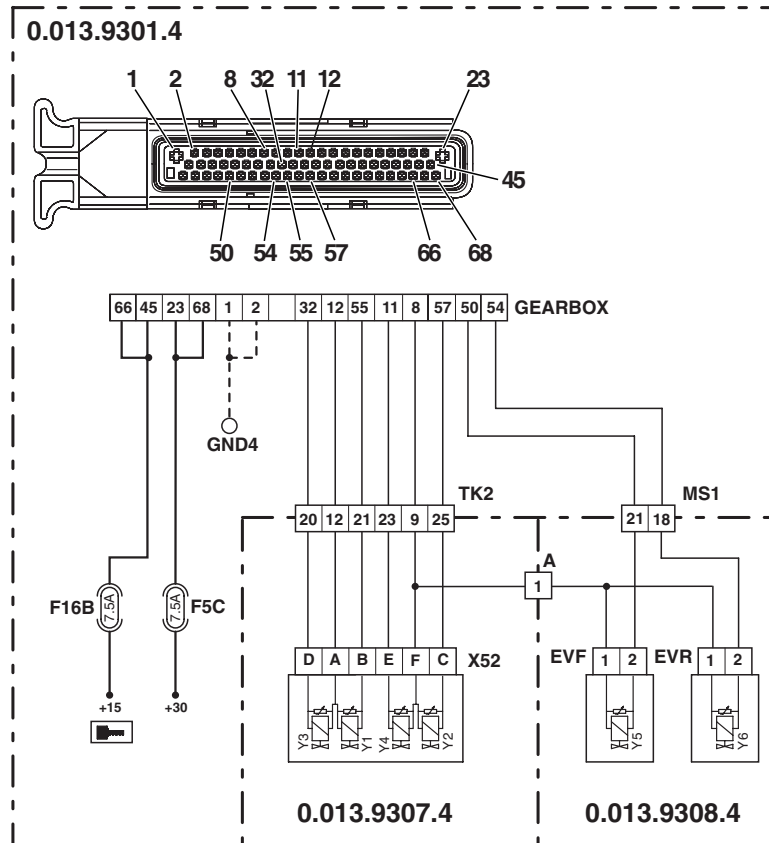 0.013.9301.4
1 2 8 32 11 12 23
45
50 54 55 57 66 68
66 45 23 68 1 2 32 12 55 11 8 57 50 54 GEARBOX
GND4
TK2 MS1
20 12 21 23 9 25 21 18
A
1
F16B 7.5A 7.5A F5C
D A B E F C X52 EVF 1 2 EVR 1 2
+15 +30
Y3 Y1 Y4 Y2 Y5 Y6
0.013.9307.4 0.013.9308.4